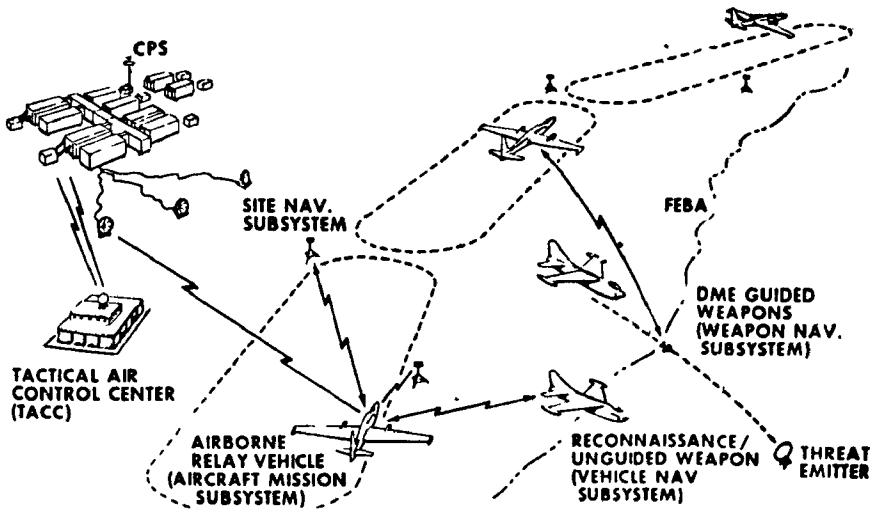 CPS
SITE NAV.
SUBSYSTEM
FEBA
DME GUIDED
WEAPONS
(WEAPON NAV.
SUBSYSTEM)
TACTICAL AIR
CONTROL CENTER
(TACC)
AIRBORNE
RELAY VEHICLE
(AIRCRAFT MISSION
SUBSYSTEM)
RECONNAISSANCE/
UNGUIDED WEAPON
(VEHICLE NAV
SUBSYSTEM)
THREAT
EMITTER